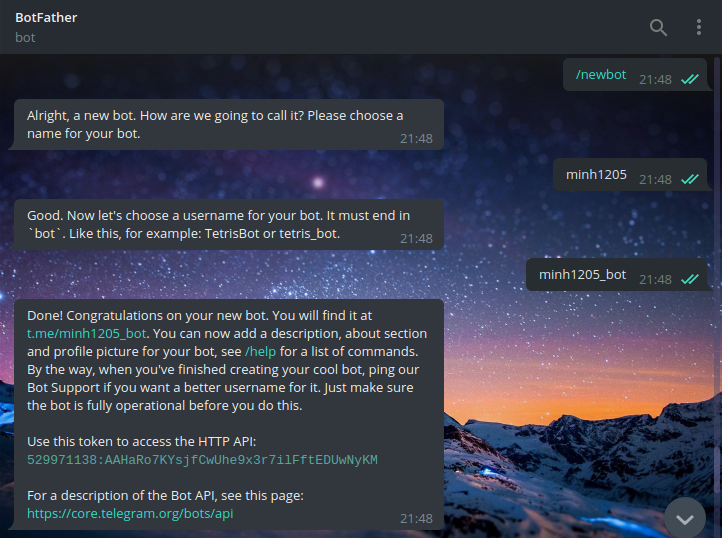 BotFather
bot
/newbot 21:48
Alright, a new bot. How are we going to call it? Please choose a
name for your bot. 21:48
minh1205 21:48
Good. Now let's choose a username for your bot. It must end in
`bot`. Like this, for example: TetrisBot or tetris_bot. 21:48
minh1205_bot 21:48
Done! Congratulations on your new bot. You will find it at
t.me/minh1205_bot. You can now add a description, about section
and profile picture for your bot, see /help for a list of commands.
By the way, when you've finished creating your cool bot, ping our
Bot Support if you want a better username for it. Just make sure
the bot is fully operational before you do this.
Use this token to access the HTTP API:
529971138:AAHaRo7KYsjfCwUhe9x3r7ilFftEDUwNyKM
For a description of the Bot API, see this page:
https://core.telegram.org/bots/api 21:48